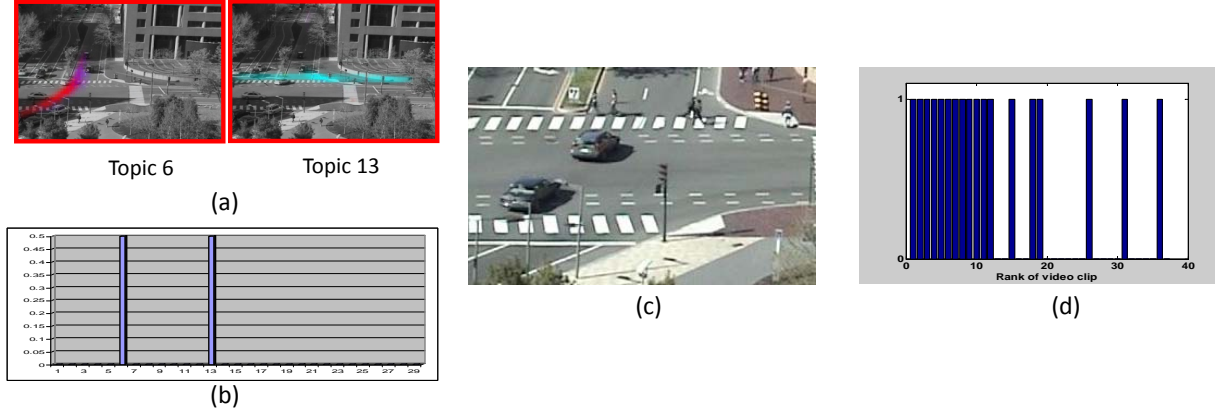 Topic 6
Topic 13
(a)
0.5
0.45
0.4
0.35
0.3
0.25
0.2
0.15
0.1
0.05
0
1 3 5 7 9 11 13 15 17 19 21 23 25 27 29
(b)
(c)
1
0
0 10 20 30 40
Rank of video clip
(d)